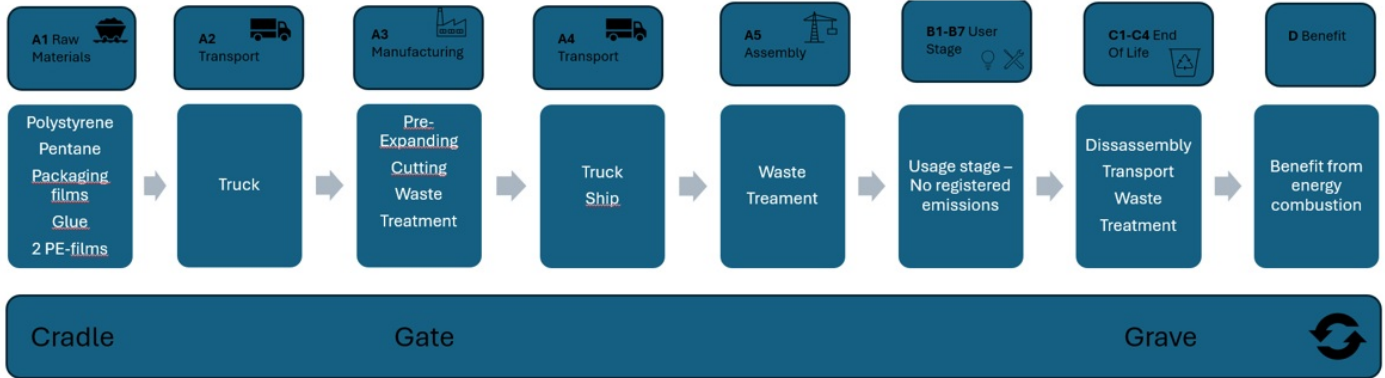 A1 Raw
Materials
A2
Transport
A3
Manufacturing
A4
Transport
A5
Assembly
B1-B7 User
Stage
C1-C4 End
Of Life
D Benefit
Polystyrene
Pentane
Packaging
films
Glue
2 PE-films
Truck
Pre-
Expanding
Cutting
Waste
Treatment
Truck
Ship
Waste
Treament
Usage stage –
No registered
emissions
Dissassembly
Transport
Waste
Treatment
Benefit from
energy
combustion
Cradle
Gate
Grave